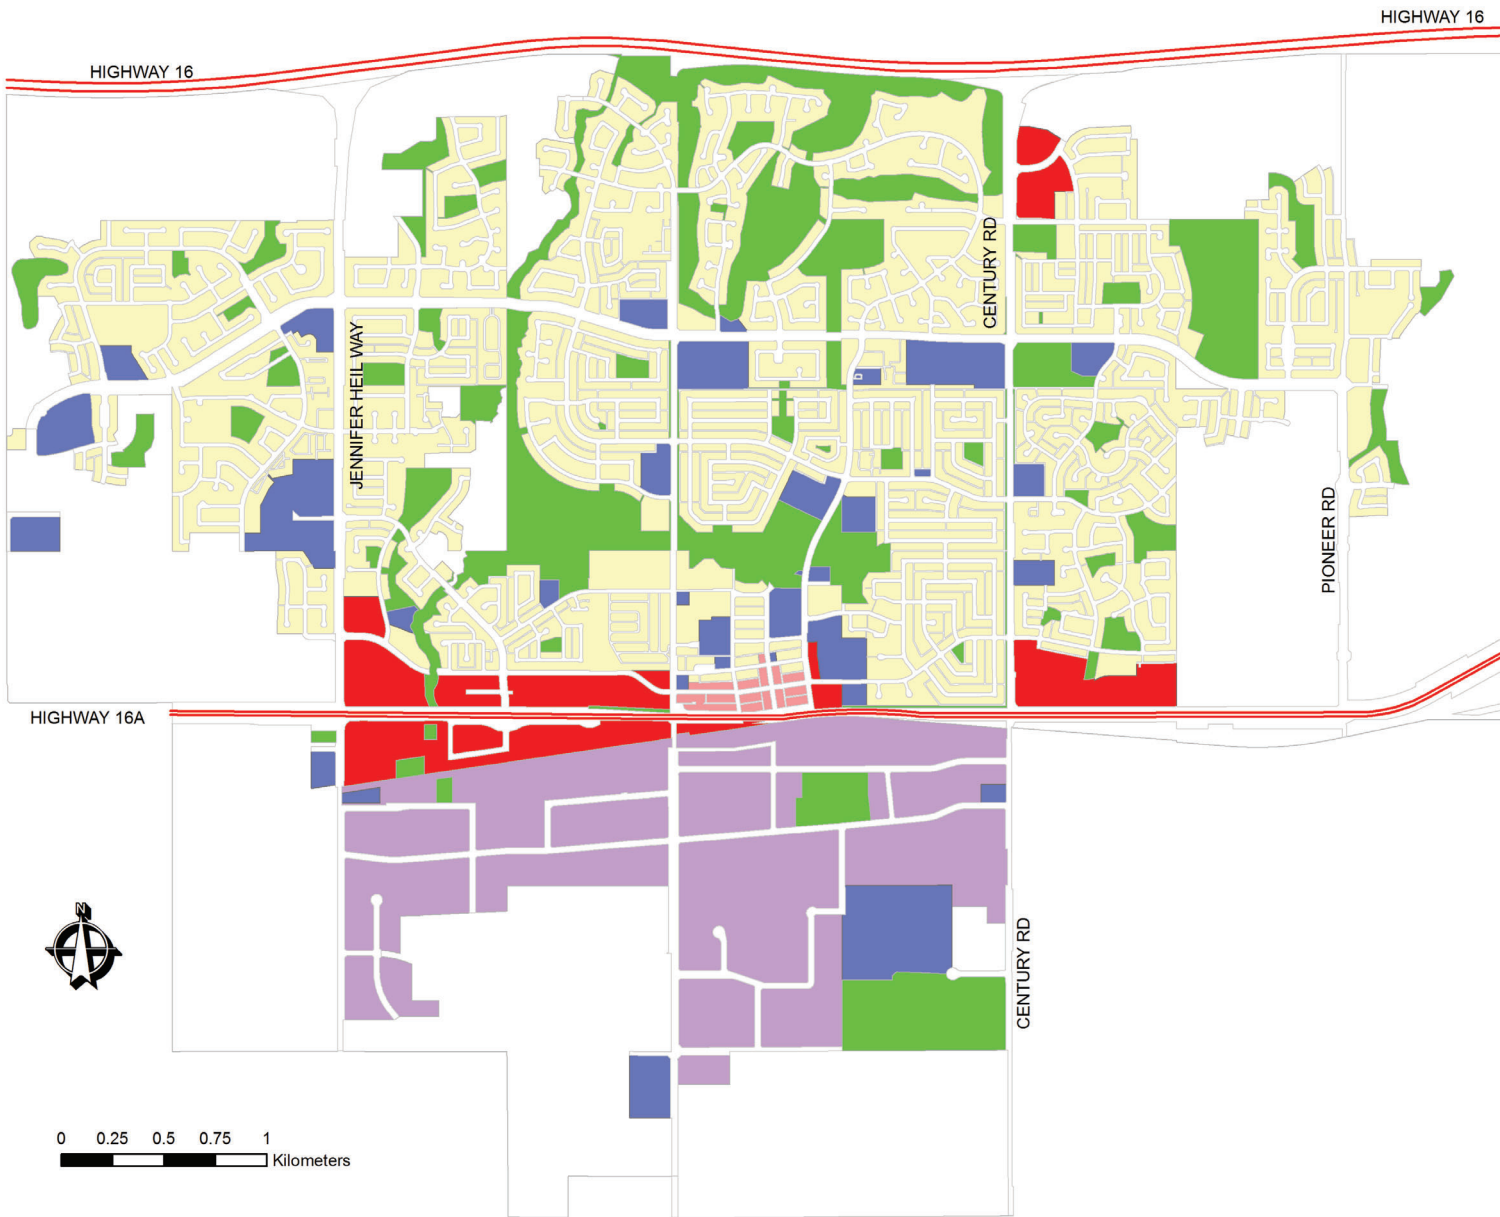 HIGHWAY 16
HIGHWAY 16
CENTURY RD
JENNIFER HEIL WAY
PIONEER RD
HIGHWAY 16A
N
CENTURY RD
0 0.25 0.5 0.75 1
Kilometers